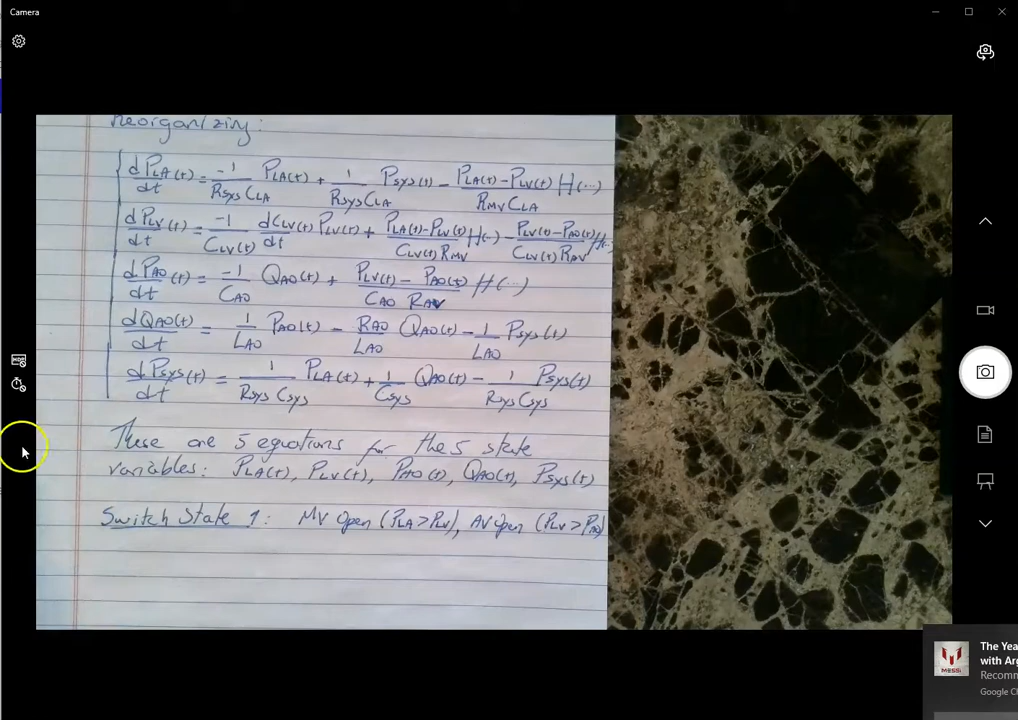 Camera
Reorganizing:
dPLA(t)/dt = -1/(RSYS CLA) PLA(t) + 1/(RSYS CLA) PSYS(t) - (PLA(t) - PLV(t))/(RMV CLA) H(...)
dPLV(t)/dt = -1/CLV(t) dCLV(t)/dt PLV(t) + (PLA(t) - PLV(t))/(CLV(t) RMV) H(..) - (PLV(t) - PAO(t))/(CLV(t) RAV) H(..
dPAO(t)/dt = -1/CAO QAO(t) + (PLV(t) - PAO(t))/(CAO RAV) H(...)
dQAO(t)/dt = 1/LAO PAO(t) - RAO/LAO QAO(t) - 1/LAO PSYS(t)
dPSYS(t)/dt = 1/(RSYS CSYS) PLA(t) + 1/CSYS QAO(t) - 1/(RSYS CSYS) PSYS(t)
These are 5 equations for the 5 state
variables: PLA(t), PLV(t), PAO(t), QAO(t), PSYS(t)
Switch State 1: MV Open (PLA > PLV), AV open (PLV > PAO)
MESSI
The Yea
with Arg
Recomm
Google C